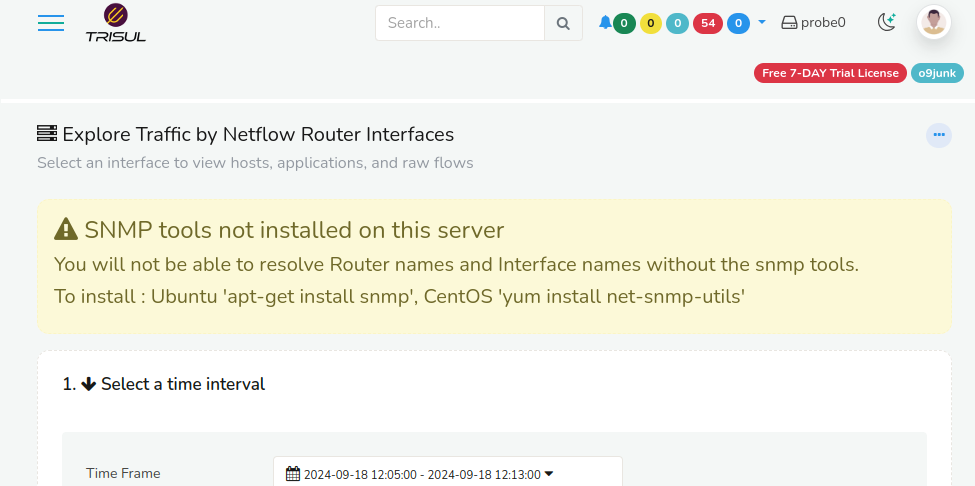 TRISUL
Search..
0 0 0 54 0 probe0
Free 7-DAY Trial License o9junk
Explore Traffic by Netflow Router Interfaces
Select an interface to view hosts, applications, and raw flows
SNMP tools not installed on this server
You will not be able to resolve Router names and Interface names without the snmp tools.
To install : Ubuntu 'apt-get install snmp', CentOS 'yum install net-snmp-utils'
1. Select a time interval
Time Frame 2024-09-18 12:05:00 - 2024-09-18 12:13:00